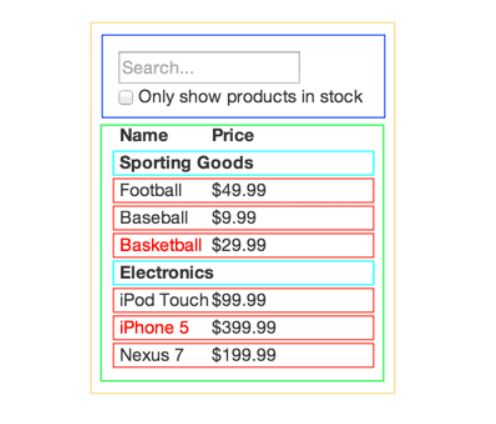 Search...
Only show products in stock
Name Price
Sporting Goods
Football $49.99
Baseball $9.99
Basketball $29.99
Electronics
iPod Touch $99.99
iPhone 5 $399.99
Nexus 7 $199.99